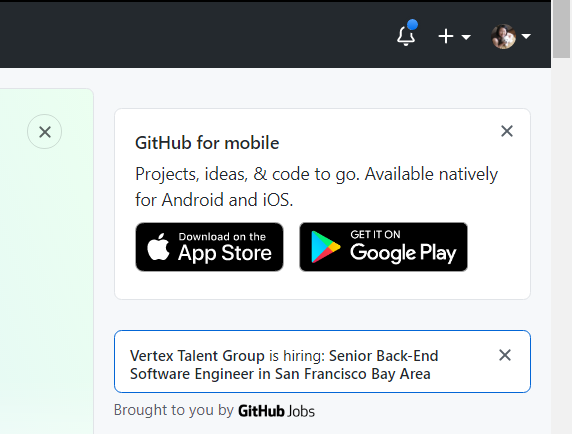 GitHub for mobile
Projects, ideas, & code to go. Available natively
for Android and iOS.
Download on the
App Store
GET IT ON
Google Play
Vertex Talent Group is hiring: Senior Back-End
Software Engineer in San Francisco Bay Area
Brought to you by GitHub Jobs